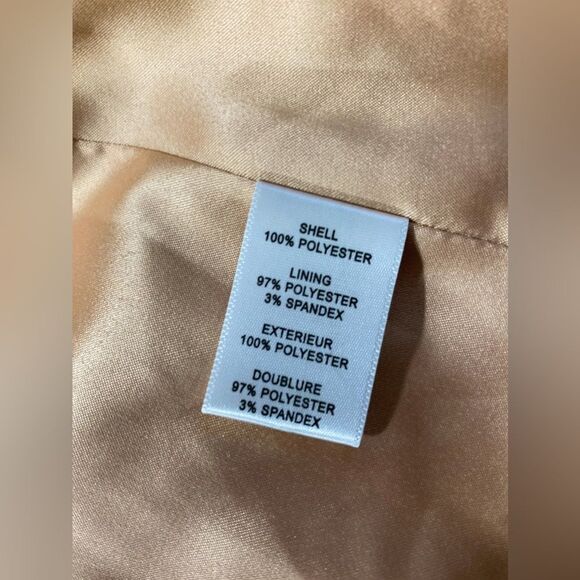 SHELL
100% POLYESTER
LINING
97% POLYESTER
3% SPANDEX
EXTERIEUR
100% POLYESTER
DOUBLURE
97% POLYESTER
3% SPANDEX